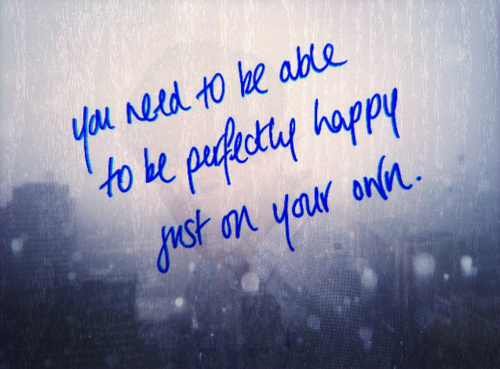 you need to be able
to be perfectly happy
just on your own.